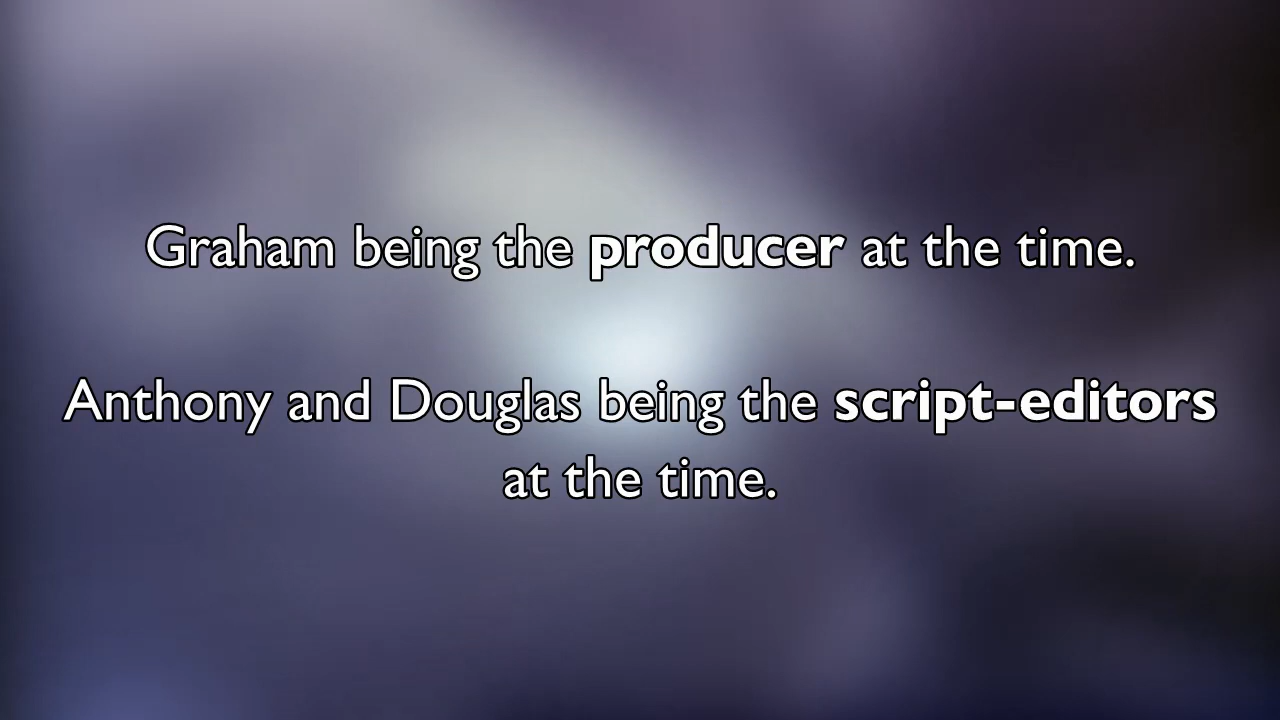 Graham being the producer at the time.
Anthony and Douglas being the script-editors
at the time.